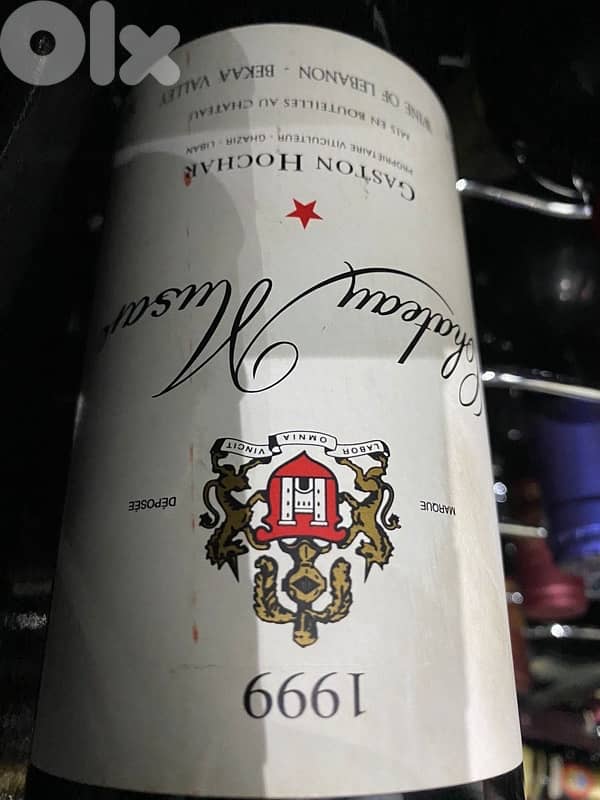 OLX
1999
MARQUE DÉPOSÉE
LABOR OMNIA VINCIT
Chateau Musar
GASTON HOCHAR
PROPRIETAIRE VITICULTEUR - GHAZIR - LIBAN
MIS EN BOUTEILLES AU CHATEAU
WINE OF LEBANON - BEKAA VALLEY